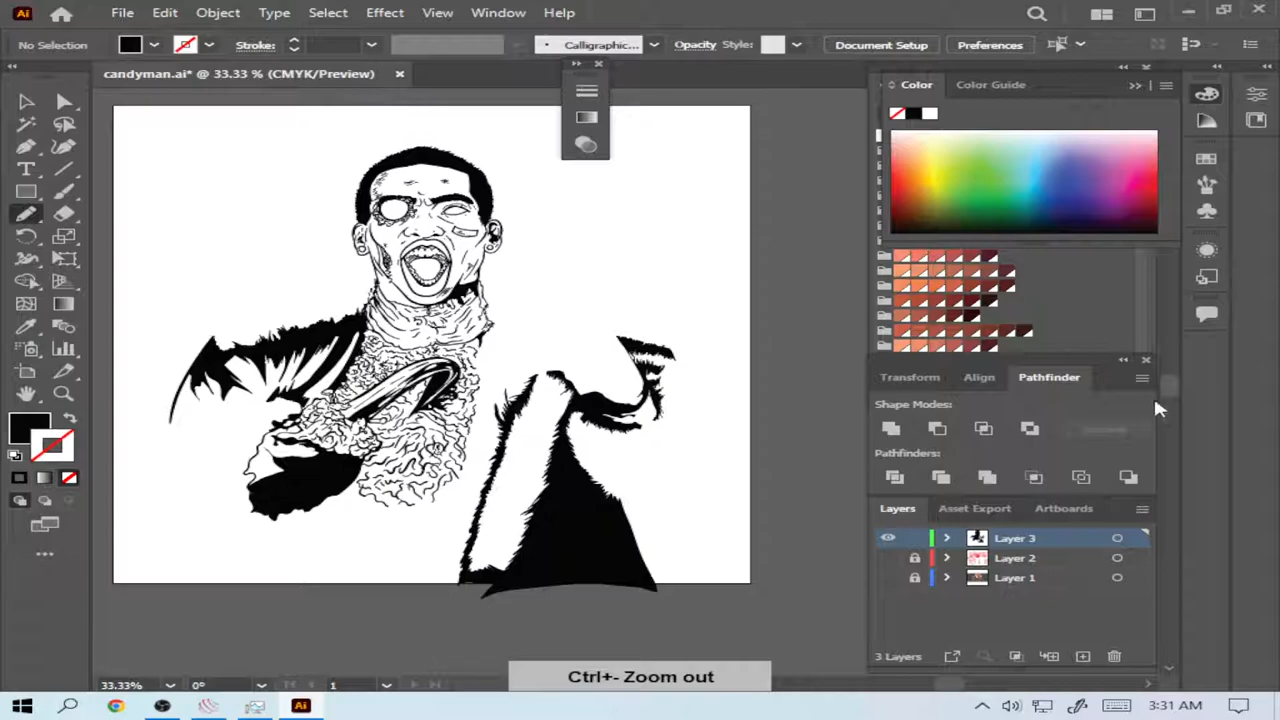 Ai File Edit Object Type Select Effect View Window Help
No Selection Stroke: Calligraphic... Opacity Style: Document Setup Preferences
candyman.ai* @ 33.33 % (CMYK/Preview)
Color Color Guide
Transform Align Pathfinder
Shape Modes:
Pathfinders:
Layers Asset Export Artboards
Layer 3
Layer 2
Layer 1
3 Layers
Ctrl+- Zoom out
33.33% 0° 1
Ai 3:31 AM